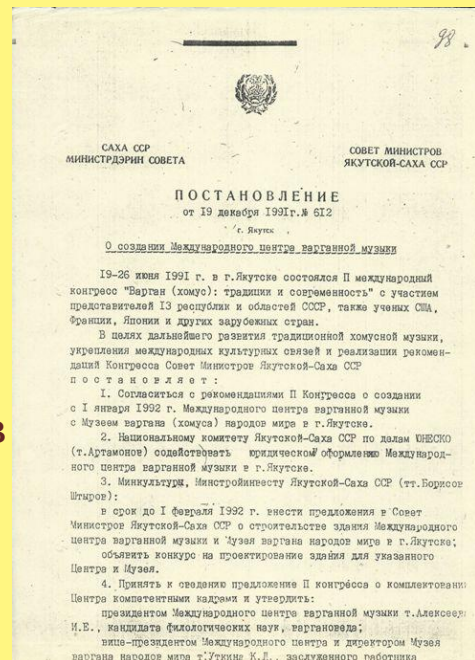 98
САХА ССР
МИНИСТРДЭРИН СОВЕТА
СОВЕТ МИНИСТРОВ
ЯКУТСКОЙ-САХА ССР
ПОСТАНОВЛЕНИЕ
от 19 декабря 1991г.№ 612
г. Якутск
О создании Международного центра варганной музыки
19-26 июня 1991 г. в г.Якутске состоялся II международный
конгресс "Варган (хомус): традиции и современность" с участием
представителей 13 республик и областей СССР, также ученых США,
Франции, Японии и других зарубежных стран.
В целях дальнейшего развития традиционной хомусной музыки,
укрепления международных культурных связей и реализации рекомен-
даций Конгресса Совет Министров Якутской-Саха ССР
п о с т а н о в л я е т :
I. Согласиться с рекомендациями II Конгресса о создании
с I января 1992 г. Международного центра варганной музыки
с Музеем варгана (хомуса) народов мира в г.Якутске.
2. Национальному комитету Якутской-Саха ССР по делам ЮНЕСКО
(т.Артамонов) содействовать юридическому оформлению Международ-
ного центра варганной музыки в г.Якутске.
3. Минкультуры, Минстройинвесту Якутской-Саха ССР (тт.Борисов
Штыров):
в срок до I февраля 1992 г. внести предложения в Совет
Министров Якутской-Саха ССР о строительстве здания Международного
центра варганной музыки и Музея варгана народов мира в г.Якутске;
объявить конкурс на проектирование здания для указанного
Центра и Музея.
4. Принять к сведению предложение II конгресса о комплектовании
Центра компетентными кадрами и утвердить:
президентом Международного центра варганной музыки т.Алексеева
И.Е., кандидата филологических наук, вargановеда;
вице-президентом Международного центра и директором Музея
варгана народов мира т.Уткина К.Д., заслуженного работника
в